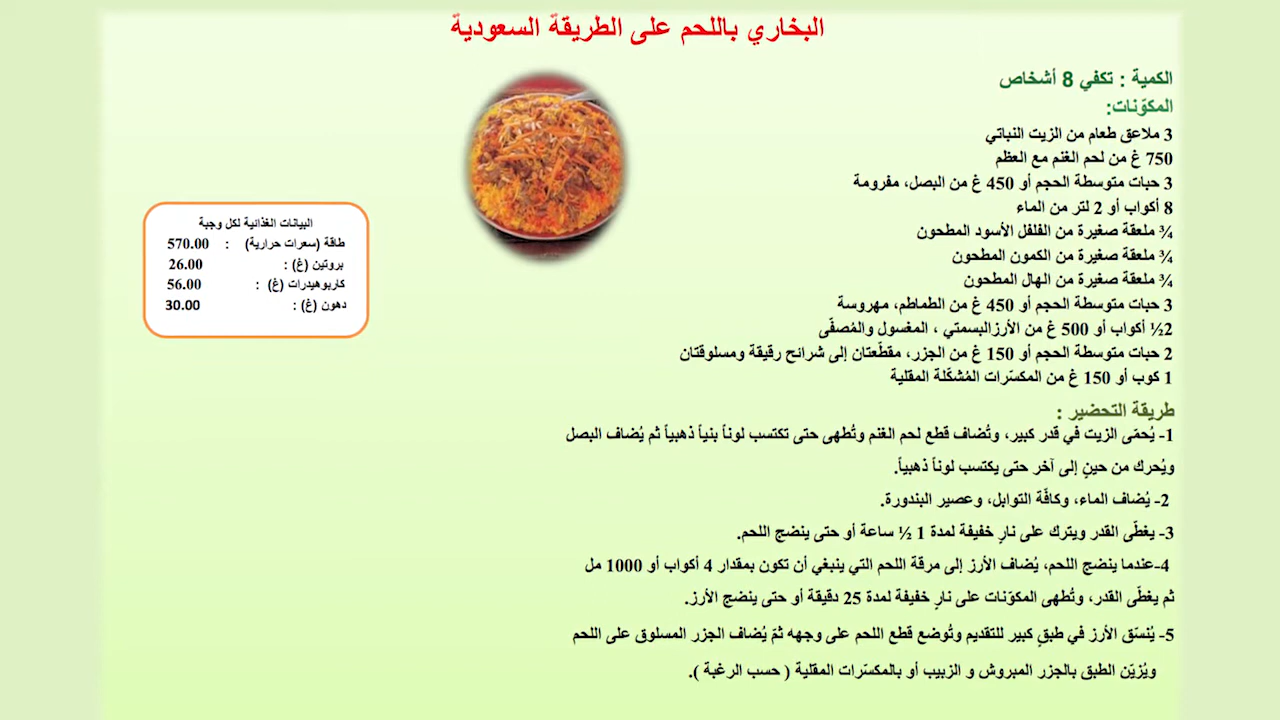 البخاري باللحم على الطريقة السعودية
الكمية : تكفي 8 أشخاص
المكوّنات:
3 ملاعق طعام من الزيت النباتي
750 غ من لحم الغنم مع العظم
3 حبات متوسطة الحجم أو 450 غ من البصل، مفرومة
8 أكواب أو 2 لتر من الماء
¾ ملعقة صغيرة من الفلفل الأسود المطحون
¾ ملعقة صغيرة من الكمون المطحون
¾ ملعقة صغيرة من الهال المطحون
3 حبات متوسطة الحجم أو 450 غ من الطماطم، مهروسة
2½ أكواب أو 500 غ من الأرزالبسمتي ، المغسول والمُصفّى
2 حبات متوسطة الحجم أو 150 غ من الجزر، مقطّعتان إلى شرائح رقيقة ومسلوقتان
1 كوب أو 150 غ من المكسّرات المُشكّلة المقلية
البيانات الغذائية لكل وجبة
طاقة (سعرات حرارية) : 570.00
بروتين (غ) : 26.00
كاربوهيدرات (غ) : 56.00
دهون (غ) : 30.00
طريقة التحضير :
1- يُحمّى الزيت في قدر كبير، وتُضاف قطع لحم الغنم وتُطهى حتى تكتسب لوناً بنياً ذهبياً ثم يُضاف البصل
ويُحرك من حينٍ إلى آخر حتى يكتسب لوناً ذهبياً.
2- يُضاف الماء، وكافّة التوابل، وعصير البندورة.
3- يغطّى القدر ويترك على نارٍ خفيفة لمدة 1 ½ ساعة أو حتى ينضج اللحم.
4-عندما ينضج اللحم، يُضاف الأرز إلى مرقة اللحم التي ينبغي أن تكون بمقدار 4 أكواب أو 1000 مل
ثم يغطّى القدر، وتُطهى المكوّنات على نارٍ خفيفة لمدة 25 دقيقة أو حتى ينضج الأرز.
5- يُنسّق الأرز في طبقٍ كبير للتقديم وتُوضع قطع اللحم على وجهه ثمّ يُضاف الجزر المسلوق على اللحم
ويُزيّن الطبق بالجزر المبروش و الزبيب أو بالمكسّرات المقلية ( حسب الرغبة ).